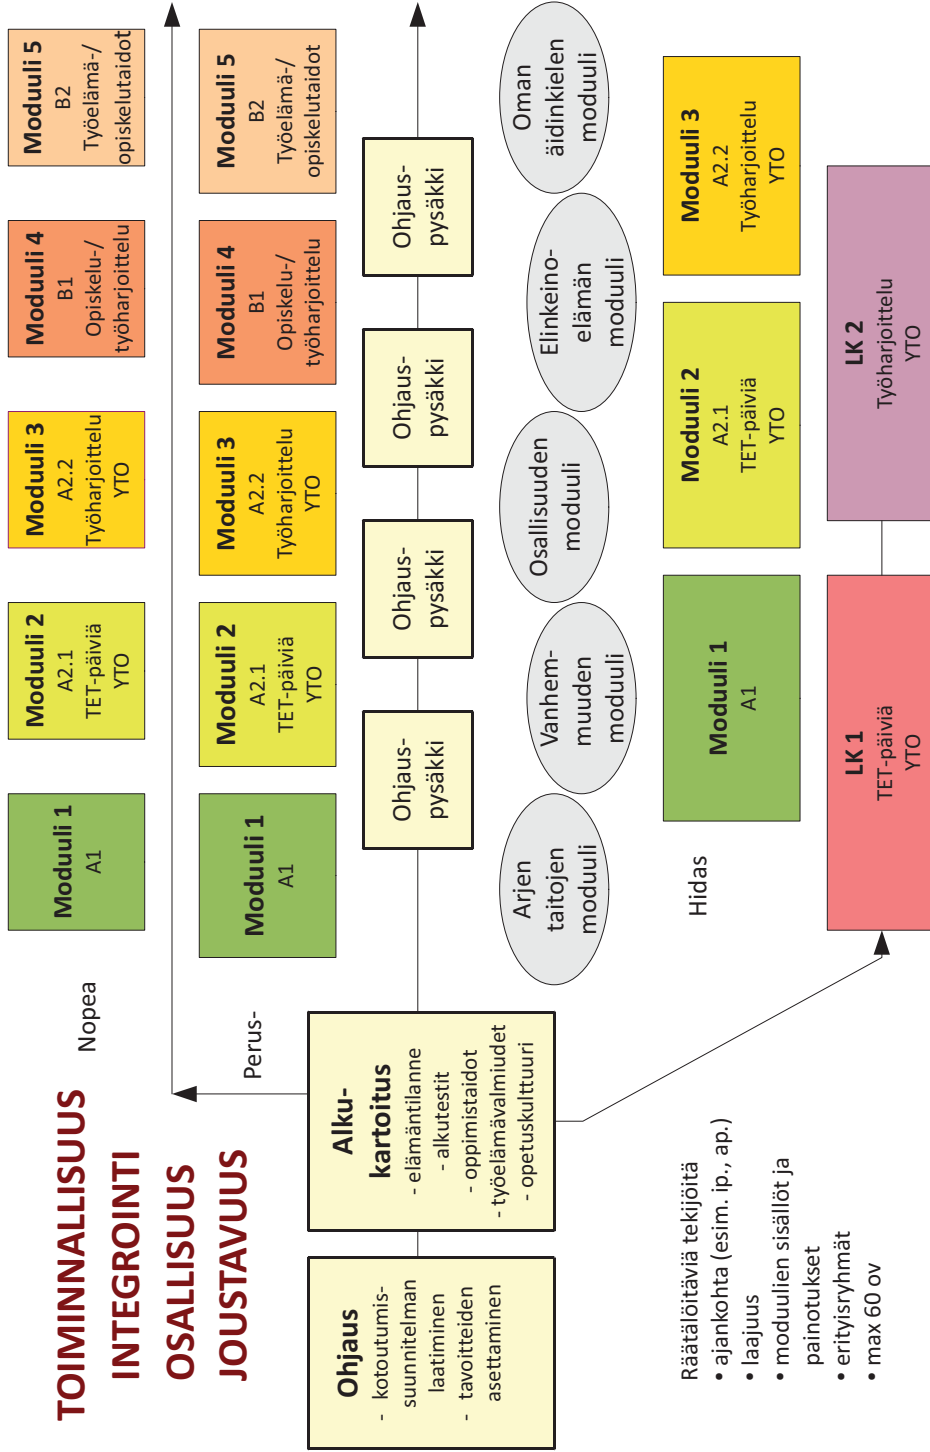 TOIMINNALLISUUS
INTEGROINTI
OSALLISUUS
JOUSTAVUUS
Nopea
Moduuli 1
A1
Moduuli 2
A2.1
TET-päiviä
YTO
Moduuli 3
A2.2
Työharjoittelu
YTO
Moduuli 4
B1
Opiskelu-/
työharjoittelu
Moduuli 5
B2
Työelämä-/
opiskelutaidot
Perus-
Moduuli 1
A1
Moduuli 2
A2.1
TET-päiviä
YTO
Moduuli 3
A2.2
Työharjoittelu
YTO
Moduuli 4
B1
Opiskelu-/
työharjoittelu
Moduuli 5
B2
Työelämä-/
opiskelutaidot
Ohjaus
- kotoutumis-
suunnitelman
laatiminen
- tavoitteiden
asettaminen
Alku-
kartoitus
- elämäntilanne
- alkutestit
- oppimistaidot
- työelämävalmiudet
- opetuskulttuuri
Ohjaus-
pysäkki
Ohjaus-
pysäkki
Ohjaus-
pysäkki
Ohjaus-
pysäkki
Arjen
taitojen
moduuli
Vanhem-
muuden
moduuli
Osallisuuden
moduuli
Elinkeino-
elämän
moduuli
Oman
äidinkielen
moduuli
Hidas
Moduuli 1
A1
Moduuli 2
A2.1
TET-päiviä
YTO
Moduuli 3
A2.2
Työharjoittelu
YTO
LK 1
TET-päiviä
YTO
LK 2
Työharjoittelu
YTO
Räätälöitäviä tekijöitä
• ajankohta (esim. ip., ap.)
• laajuus
• moduulien sisällöt ja
painotukset
• erityisryhmät
• max 60 ov